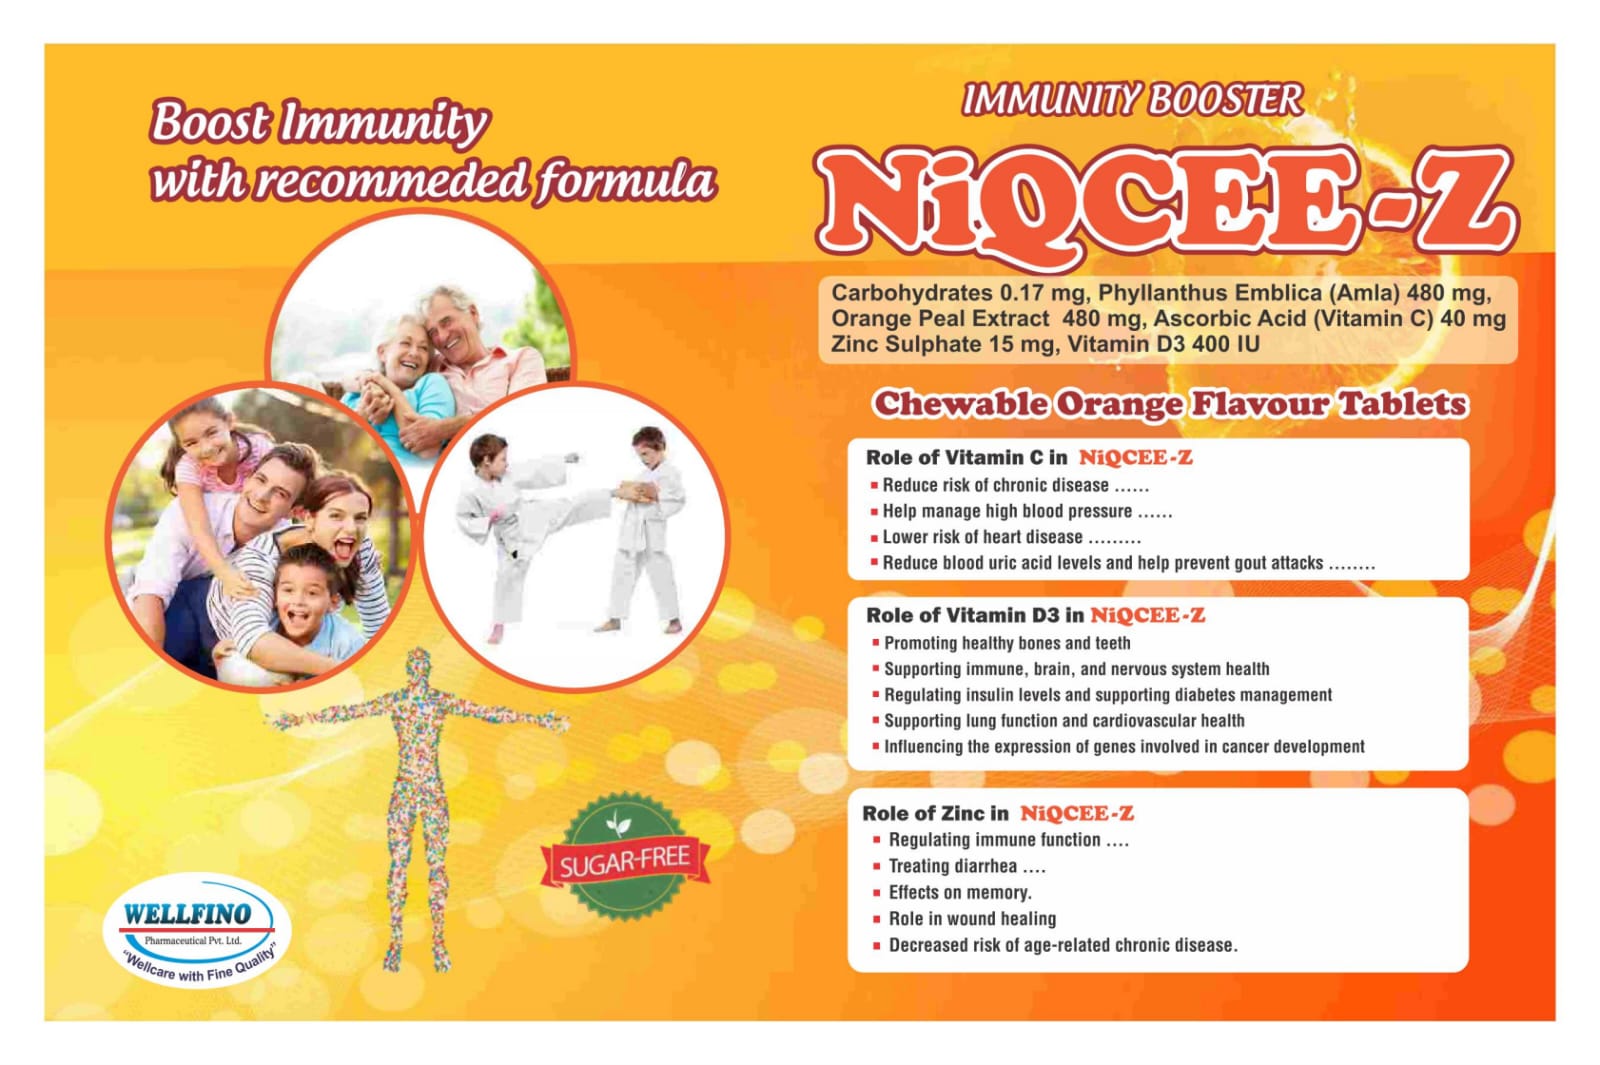 Boost Immunity
with recommeded formula
SUGAR-FREE
WELLFINO
Pharmaceutical Pvt. Ltd.
"Wellcare with Fine Quality"
IMMUNITY BOOSTER
NiQCEE-Z
Carbohydrates 0.17 mg, Phyllanthus Emblica (Amla) 480 mg,
Orange Peal Extract 480 mg, Ascorbic Acid (Vitamin C) 40 mg
Zinc Sulphate 15 mg, Vitamin D3 400 IU
Chewable Orange Flavour Tablets
Role of Vitamin C in NiQCEE-Z
Reduce risk of chronic disease ......
Help manage high blood pressure ......
Lower risk of heart disease .........
Reduce blood uric acid levels and help prevent gout attacks ........
Role of Vitamin D3 in NiQCEE-Z
Promoting healthy bones and teeth
Supporting immune, brain, and nervous system health
Regulating insulin levels and supporting diabetes management
Supporting lung function and cardiovascular health
Influencing the expression of genes involved in cancer development
Role of Zinc in NiQCEE-Z
Regulating immune function ....
Treating diarrhea ....
Effects on memory.
Role in wound healing
Decreased risk of age-related chronic disease.